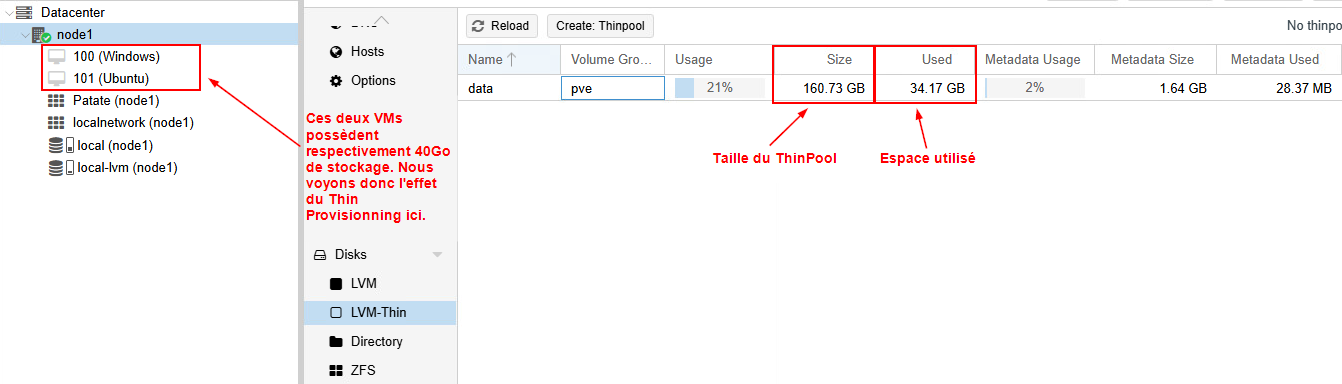 Datacenter
node1
100 (Windows)
101 (Ubuntu)
Patate (node1)
localnetwork (node1)
local (node1)
local-lvm (node1)
Hosts
Options
Ces deux VMs
possèdent
respectivement 40Go
de stockage. Nous
voyons donc l'effet
du Thin
Provisionning ici.
Disks
LVM
LVM-Thin
Directory
ZFS
Reload
Create: Thinpool
No thinpo
Name
Volume Gro...
Usage
Size
Used
Metadata Usage
Metadata Size
Metadata Used
data
pve
21%
160.73 GB
34.17 GB
2%
1.64 GB
28.37 MB
Taille du ThinPool
Espace utilisé